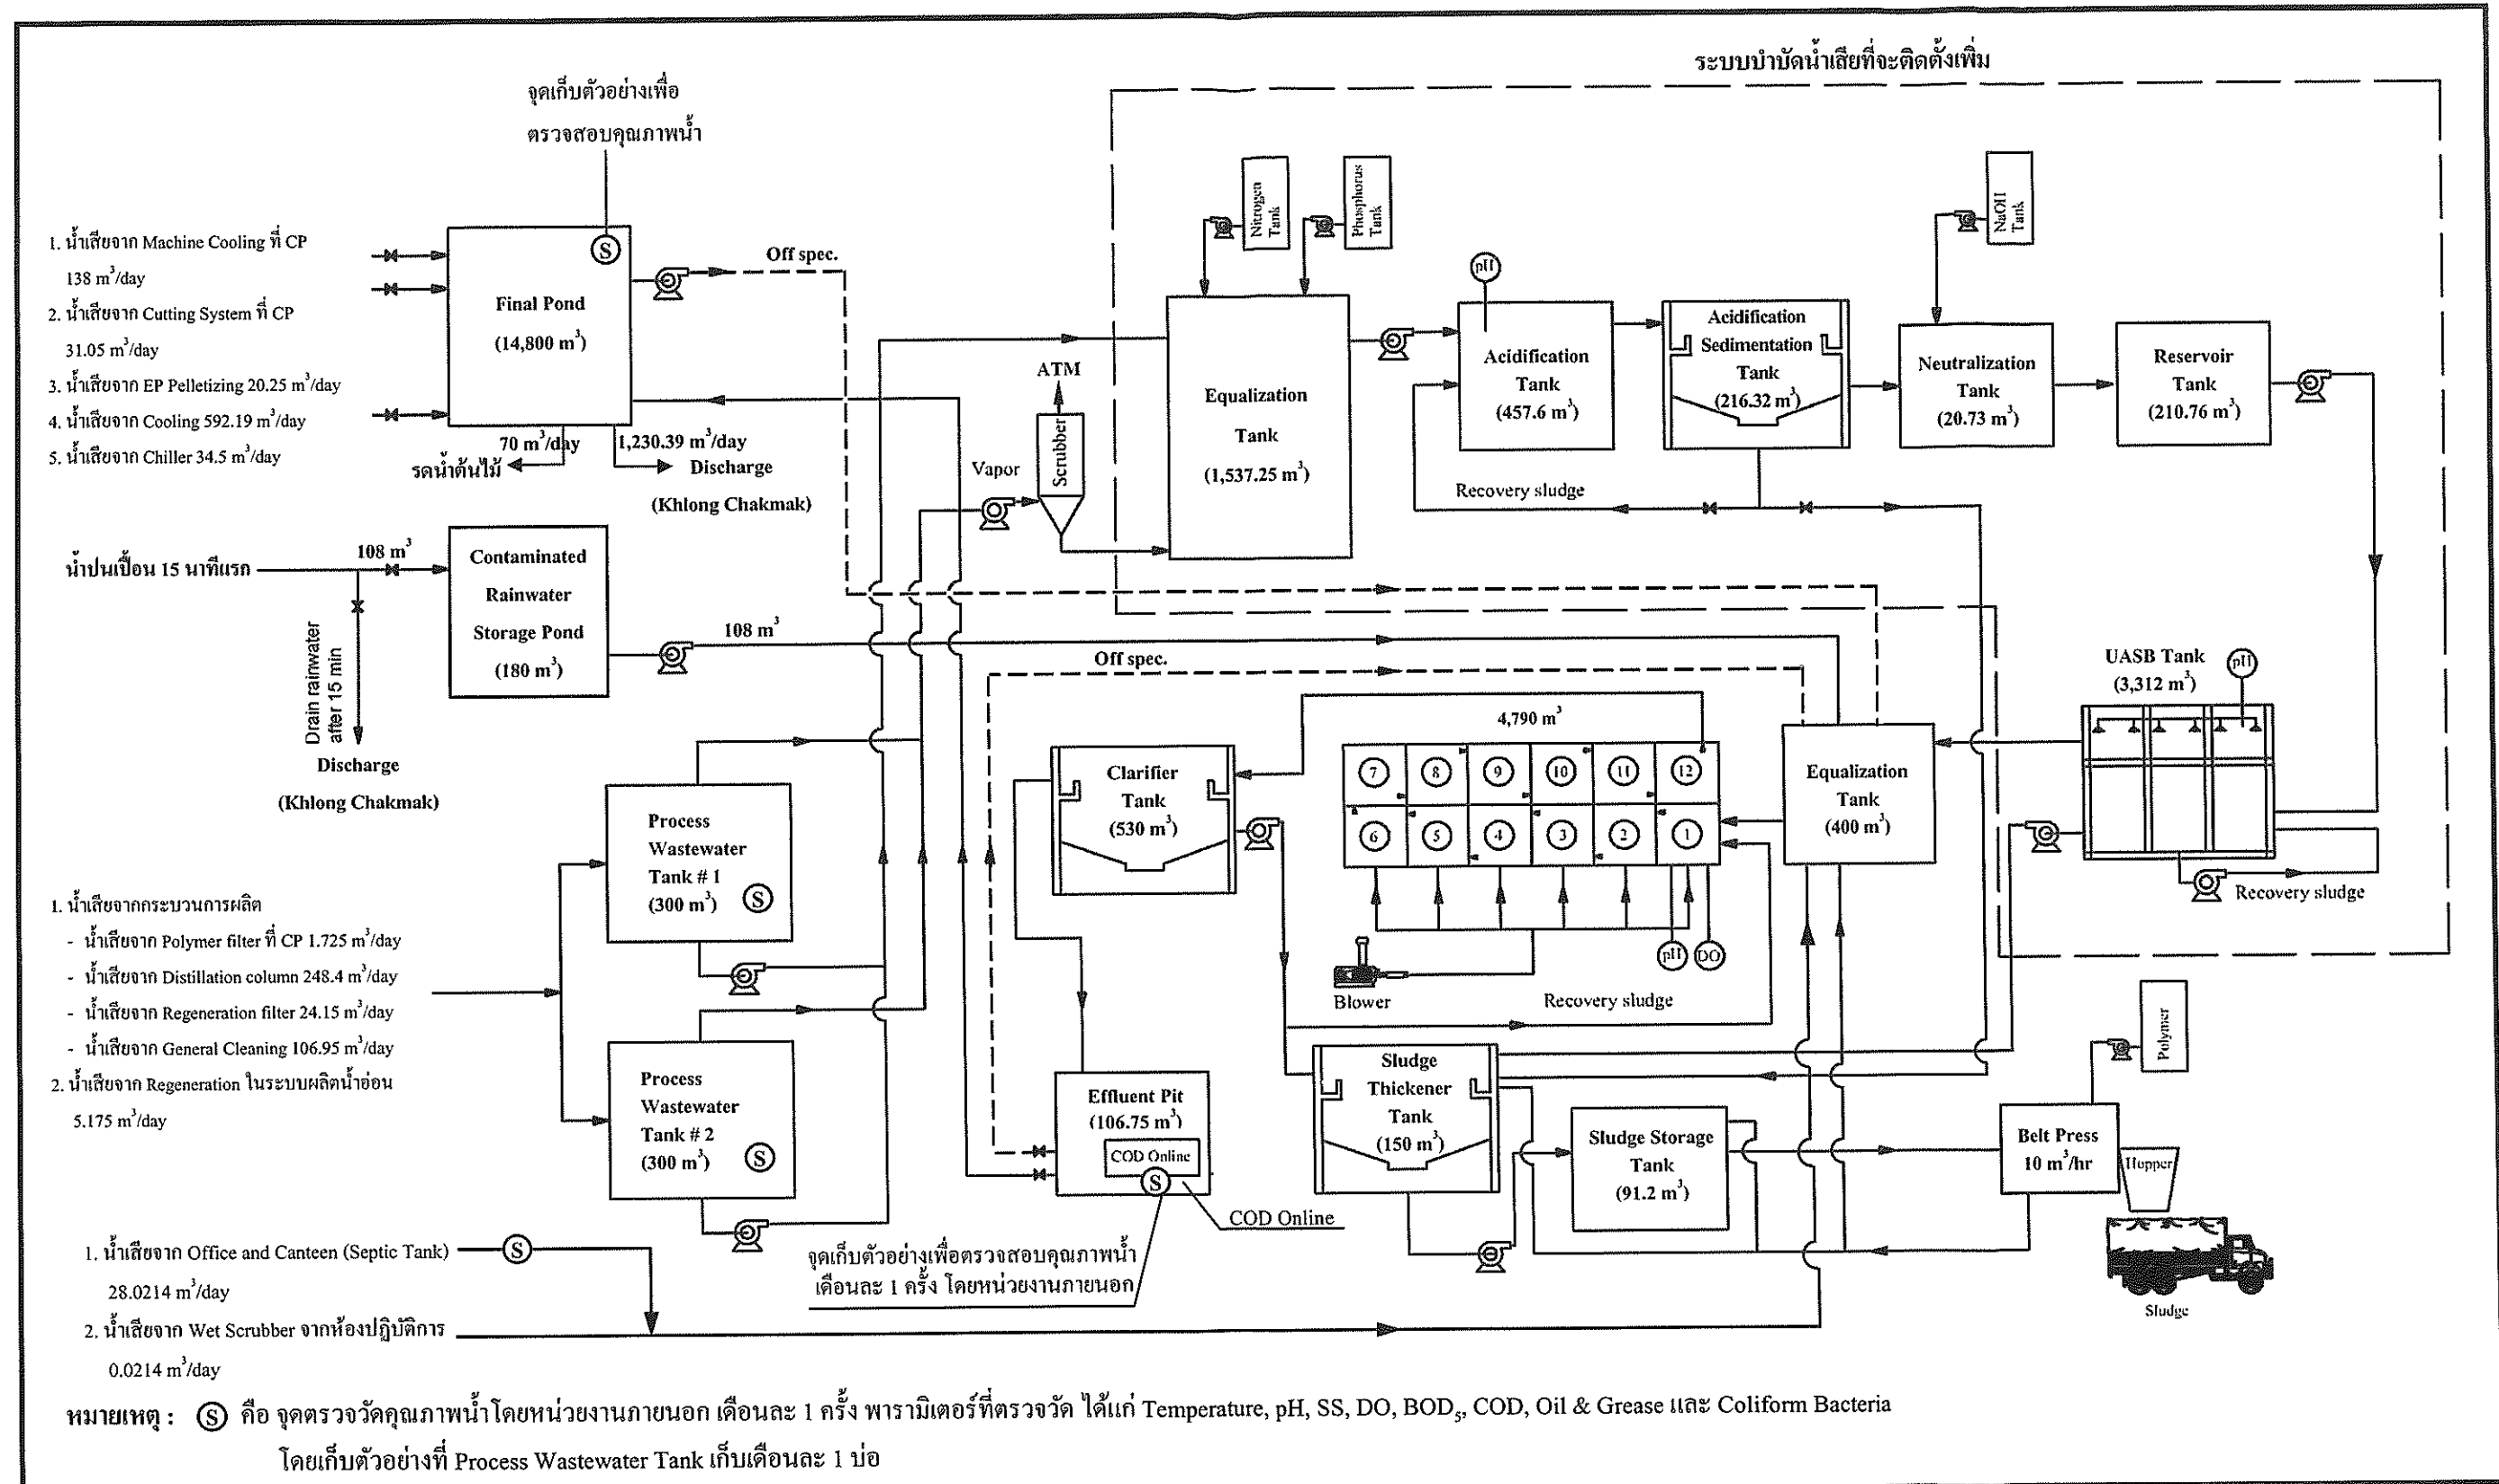 ระบบบำบัดน้ำเสียที่จะติดตั้งเพิ่ม
จุดเก็บตัวอย่างเพื่อ
ตรวจสอบคุณภาพน้ำ
S
1. น้ำเสียจาก Machine Cooling ที่ CP
138 m³/day
2. น้ำเสียจาก Cutting System ที่ CP
31.05 m³/day
3. น้ำเสียจาก EP Pelletizing 20.25 m³/day
4. น้ำเสียจาก Cooling 592.19 m³/day
5. น้ำเสียจาก Chiller 34.5 m³/day
Final Pond
(14,800 m³)
Off spec.
70 m³/day
1,230.39 m³/day
รดน้ำต้นไม้
Discharge
(Khlong Chakmak)
Nitrogen
Tank
Phosphorus
Tank
NaOH
Tank
pH
ATM
Vapor
Scrubber
Equalization
Tank
(1,537.25 m³)
Acidification
Tank
(457.6 m³)
Acidification
Sedimentation
Tank
(216.32 m³)
Neutralization
Tank
(20.73 m³)
Reservoir
Tank
(210.76 m³)
Recovery sludge
น้ำปนเปื้อน 15 นาทีแรก
108 m³
Contaminated
Rainwater
Storage Pond
(180 m³)
108 m³
Drain rainwater
after 15 min
Discharge
(Khlong Chakmak)
Off spec.
UASB Tank
(3,312 m³)
pH
4,790 m³
Clarifier
Tank
(530 m³)
7
8
9
10
11
12
6
5
4
3
2
1
Equalization
Tank
(400 m³)
Recovery sludge
pH
DO
Blower
Recovery sludge
Process
Wastewater
Tank # 1
(300 m³)
S
1. น้ำเสียจากกระบวนการผลิต
- น้ำเสียจาก Polymer filter ที่ CP 1.725 m³/day
- น้ำเสียจาก Distillation column 248.4 m³/day
- น้ำเสียจาก Regeneration filter 24.15 m³/day
- น้ำเสียจาก General Cleaning 106.95 m³/day
2. น้ำเสียจาก Regeneration ในระบบผลิตน้ำอ่อน
5.175 m³/day
Process
Wastewater
Tank # 2
(300 m³)
S
Effluent Pit
(106.75 m³)
COD Online
S
COD Online
Sludge
Thickener
Tank
(150 m³)
Sludge Storage
Tank
(91.2 m³)
Polymer
Belt Press
10 m³/hr
Hopper
Sludge
จุดเก็บตัวอย่างเพื่อตรวจสอบคุณภาพน้ำ
เดือนละ 1 ครั้ง โดยหน่วยงานภายนอก
1. น้ำเสียจาก Office and Canteen (Septic Tank)
S
28.0214 m³/day
2. น้ำเสียจาก Wet Scrubber จากห้องปฏิบัติการ
0.0214 m³/day
หมายเหตุ : S คือ จุดตรวจวัดคุณภาพน้ำโดยหน่วยงานภายนอก เดือนละ 1 ครั้ง พารามิเตอร์ที่ตรวจวัด ได้แก่ Temperature, pH, SS, DO, BOD₅, COD, Oil & Grease และ Coliform Bacteria
โดยเก็บตัวอย่างที่ Process Wastewater Tank เก็บเดือนละ 1 บ่อ